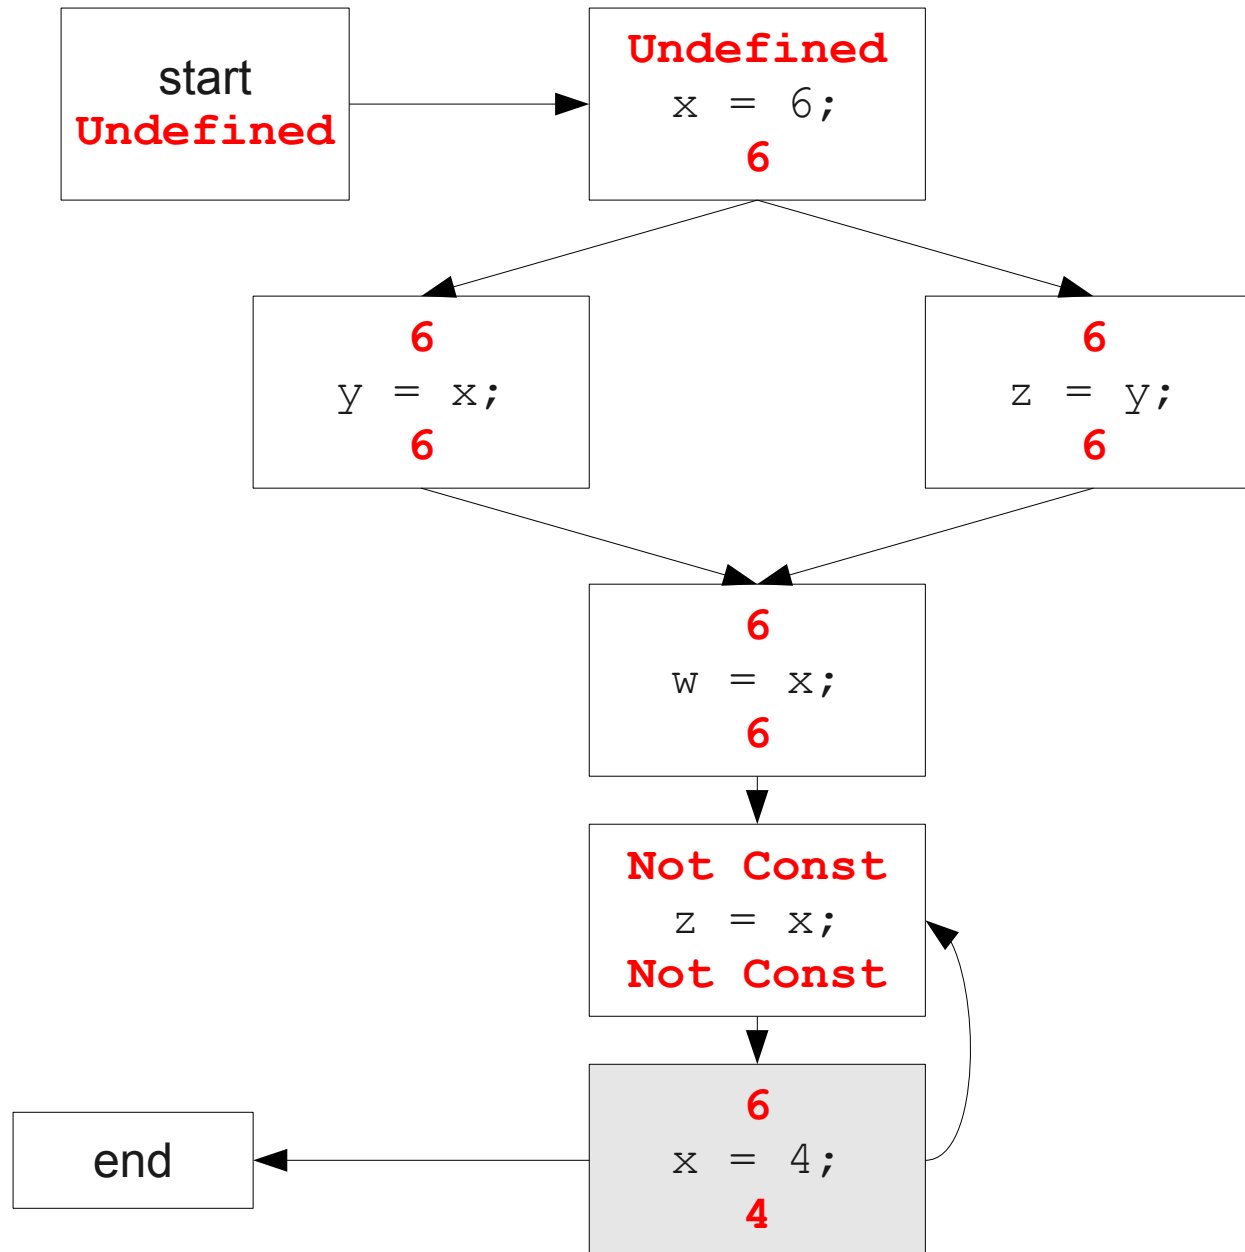 start
Undefined
Undefined
x = 6;
6
6
y = x;
6
6
z = y;
6
6
w = x;
6
Not Const
z = x;
Not Const
6
x = 4;
4
end